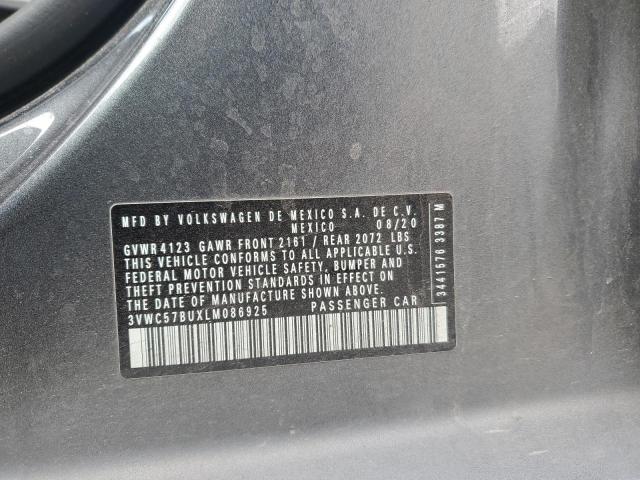 MFD BY VOLKSWAGEN DE MEXICO S.A. DE C.V.
MEXICO 08/20
GVWR 4123 GAWR FRONT 2161 / REAR 2072 LBS
THIS VEHICLE CONFORMS TO ALL APPLICABLE U.S.
FEDERAL MOTOR VEHICLE SAFETY, BUMPER AND
THEFT PREVENTION STANDARDS IN EFFECT ON
THE DATE OF MANUFACTURE SHOWN ABOVE.
3VWC57BUXLM086925 PASSENGER CAR
3441576 3387 M